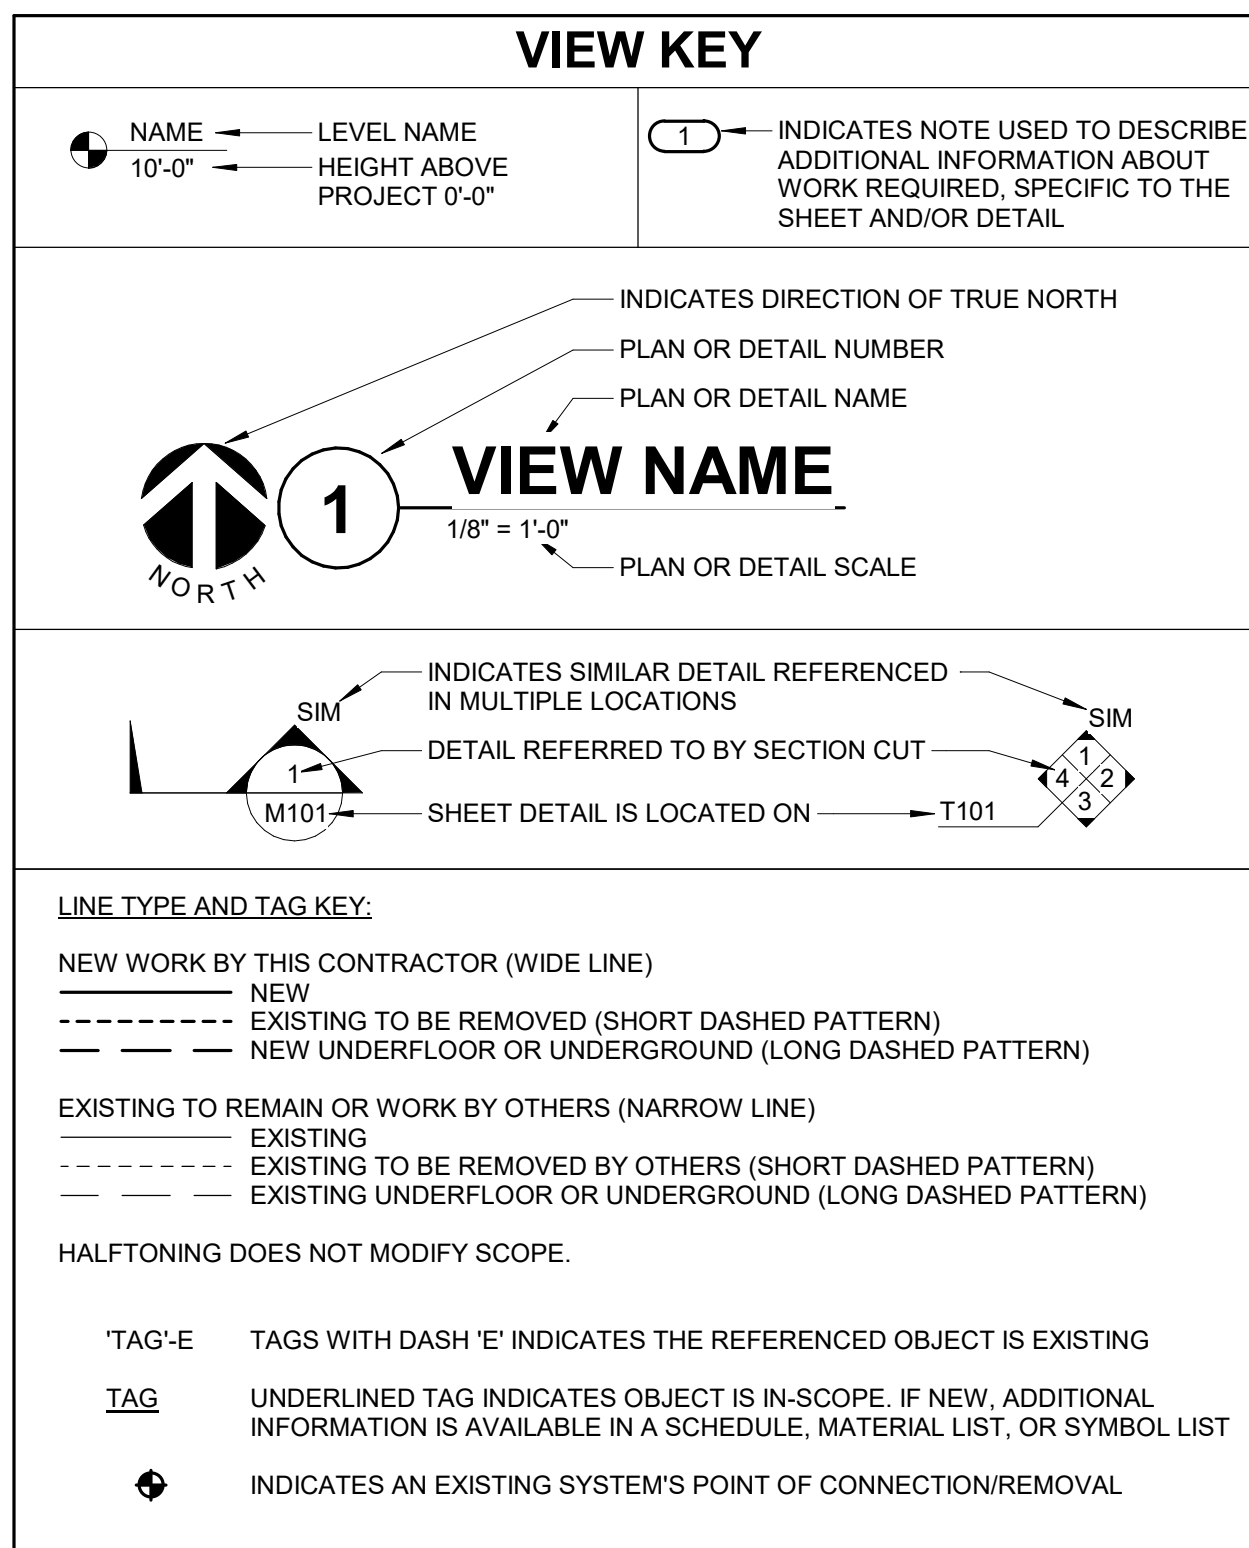 VIEW KEY
NAME
LEVEL NAME
10'-0"
HEIGHT ABOVE
PROJECT 0'-0"
1
INDICATES NOTE USED TO DESCRIBE
ADDITIONAL INFORMATION ABOUT
WORK REQUIRED, SPECIFIC TO THE
SHEET AND/OR DETAIL
INDICATES DIRECTION OF TRUE NORTH
PLAN OR DETAIL NUMBER
PLAN OR DETAIL NAME
NORTH
1
VIEW NAME
1/8" = 1'-0"
PLAN OR DETAIL SCALE
SIM
INDICATES SIMILAR DETAIL REFERENCED
IN MULTIPLE LOCATIONS
SIM
1
DETAIL REFERRED TO BY SECTION CUT
1
4 2
3
M101
SHEET DETAIL IS LOCATED ON
T101
LINE TYPE AND TAG KEY:
NEW WORK BY THIS CONTRACTOR (WIDE LINE)
NEW
EXISTING TO BE REMOVED (SHORT DASHED PATTERN)
NEW UNDERFLOOR OR UNDERGROUND (LONG DASHED PATTERN)
EXISTING TO REMAIN OR WORK BY OTHERS (NARROW LINE)
EXISTING
EXISTING TO BE REMOVED BY OTHERS (SHORT DASHED PATTERN)
EXISTING UNDERFLOOR OR UNDERGROUND (LONG DASHED PATTERN)
HALFTONING DOES NOT MODIFY SCOPE.
'TAG'-E TAGS WITH DASH 'E' INDICATES THE REFERENCED OBJECT IS EXISTING
TAG UNDERLINED TAG INDICATES OBJECT IS IN-SCOPE. IF NEW, ADDITIONAL
INFORMATION IS AVAILABLE IN A SCHEDULE, MATERIAL LIST, OR SYMBOL LIST
INDICATES AN EXISTING SYSTEM'S POINT OF CONNECTION/REMOVAL